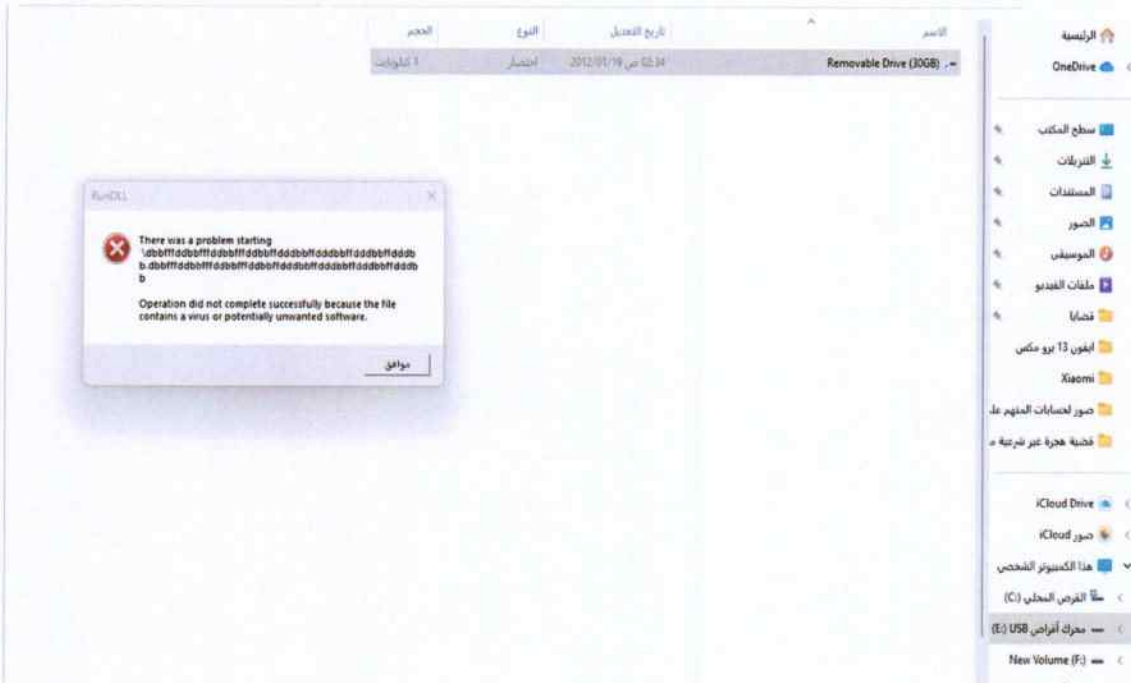 الاسم
تاريخ التعديل
النوع
الحجم
Removable Drive (30GB)
02:34 ص 2012/01/19
اختصار
1 كيلوبايت
الرئيسية
OneDrive
سطح المكتب
التنزيلات
المستندات
الصور
الموسيقى
ملفات الفيديو
قضايا
ايفون 13 برو مكس
Xiaomi
صور لحسابات المتهم عل
قضية هجرة غير شرعية م
iCloud Drive
صور iCloud
هذا الكمبيوتر الشخصي
القرص المحلي (C:)
محرك أقراص USB (E:)
New Volume (F:)
RunDLL
There was a problem starting
b
Operation did not complete successfully because the file
contains a virus or potentially unwanted software.
موافق